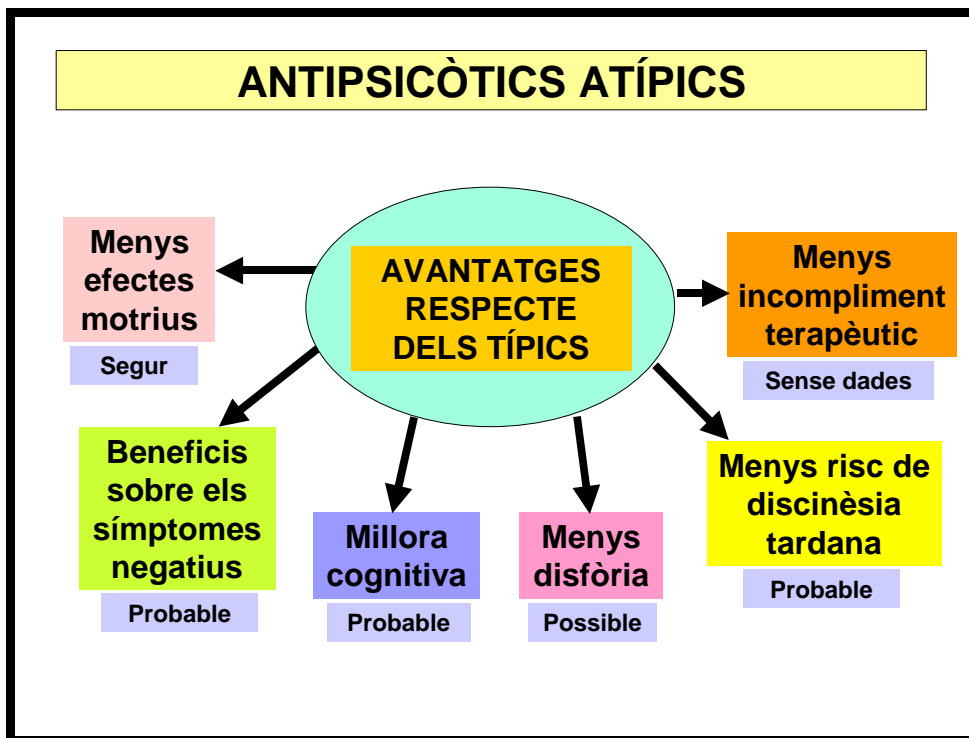 ANTIPSICÒTICS ATÍPICS
AVANTATGES
RESPECTE
DELS TÍPICS
Menys
efectes
motrius
Segur
Beneficis
sobre els
símptomes
negatius
Probable
Millora
cognitiva
Probable
Menys
disfòria
Possible
Menys risc de
discinèsia
tardana
Probable
Menys
incompliment
terapèutic
Sense dades